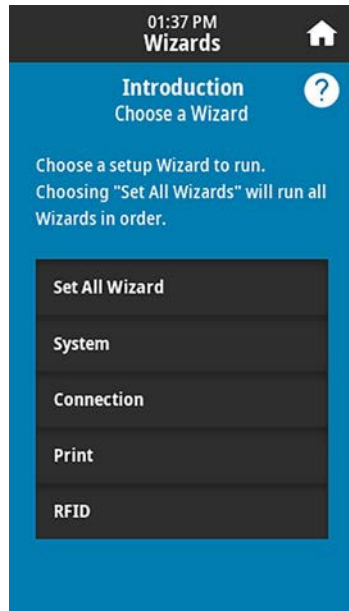 01:37 PM
Wizards
Introduction
?
Choose a Wizard
Choose a setup Wizard to run.
Choosing "Set All Wizards" will run all
Wizards in order.
Set All Wizard
System
Connection
Print
RFID